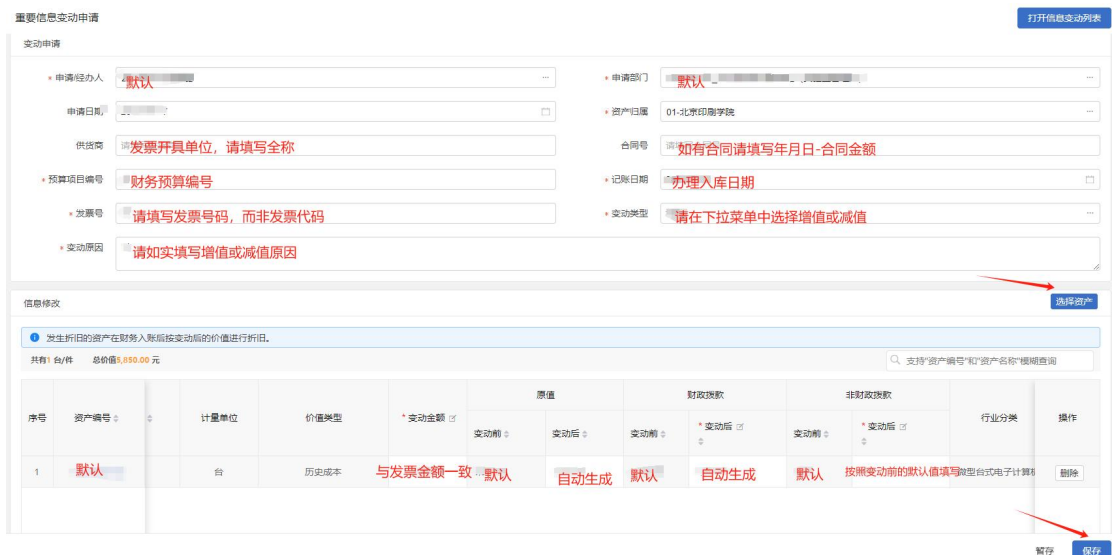 重要信息变动申请
打开信息变动列表
变动申请
* 申请/经办人 默认
* 申请部门 默认
申请日期
* 资产归属 01-北京印刷学院
供货商 发票开具单位，请填写全称
合同号 如有合同请填写年月日-合同金额
* 预算项目编号 财务预算编号
* 记账日期 办理入库日期
* 发票号 请填写发票号码，而非发票代码
* 变动类型 请在下拉菜单中选择增值或减值
* 变动原因 请如实填写增值或减值原因
信息修改
选择资产
发生折旧的资产在财务入账后按变动后的价值进行折旧。
共有1 台/件 总价值5,850.00 元
支持"资产编号"和"资产名称"模糊查询
原值 财政拨款 非财政拨款
序号 资产编号 计量单位 价值类型 * 变动金额 行业分类 操作
变动前 变动后 变动前 * 变动后 变动前 * 变动后
1 默认 台 历史成本 与发票金额一致 默认 自动生成 默认 自动生成 默认 按照变动前的默认值填写 微型台式电子计算机 删除
暂存 保存